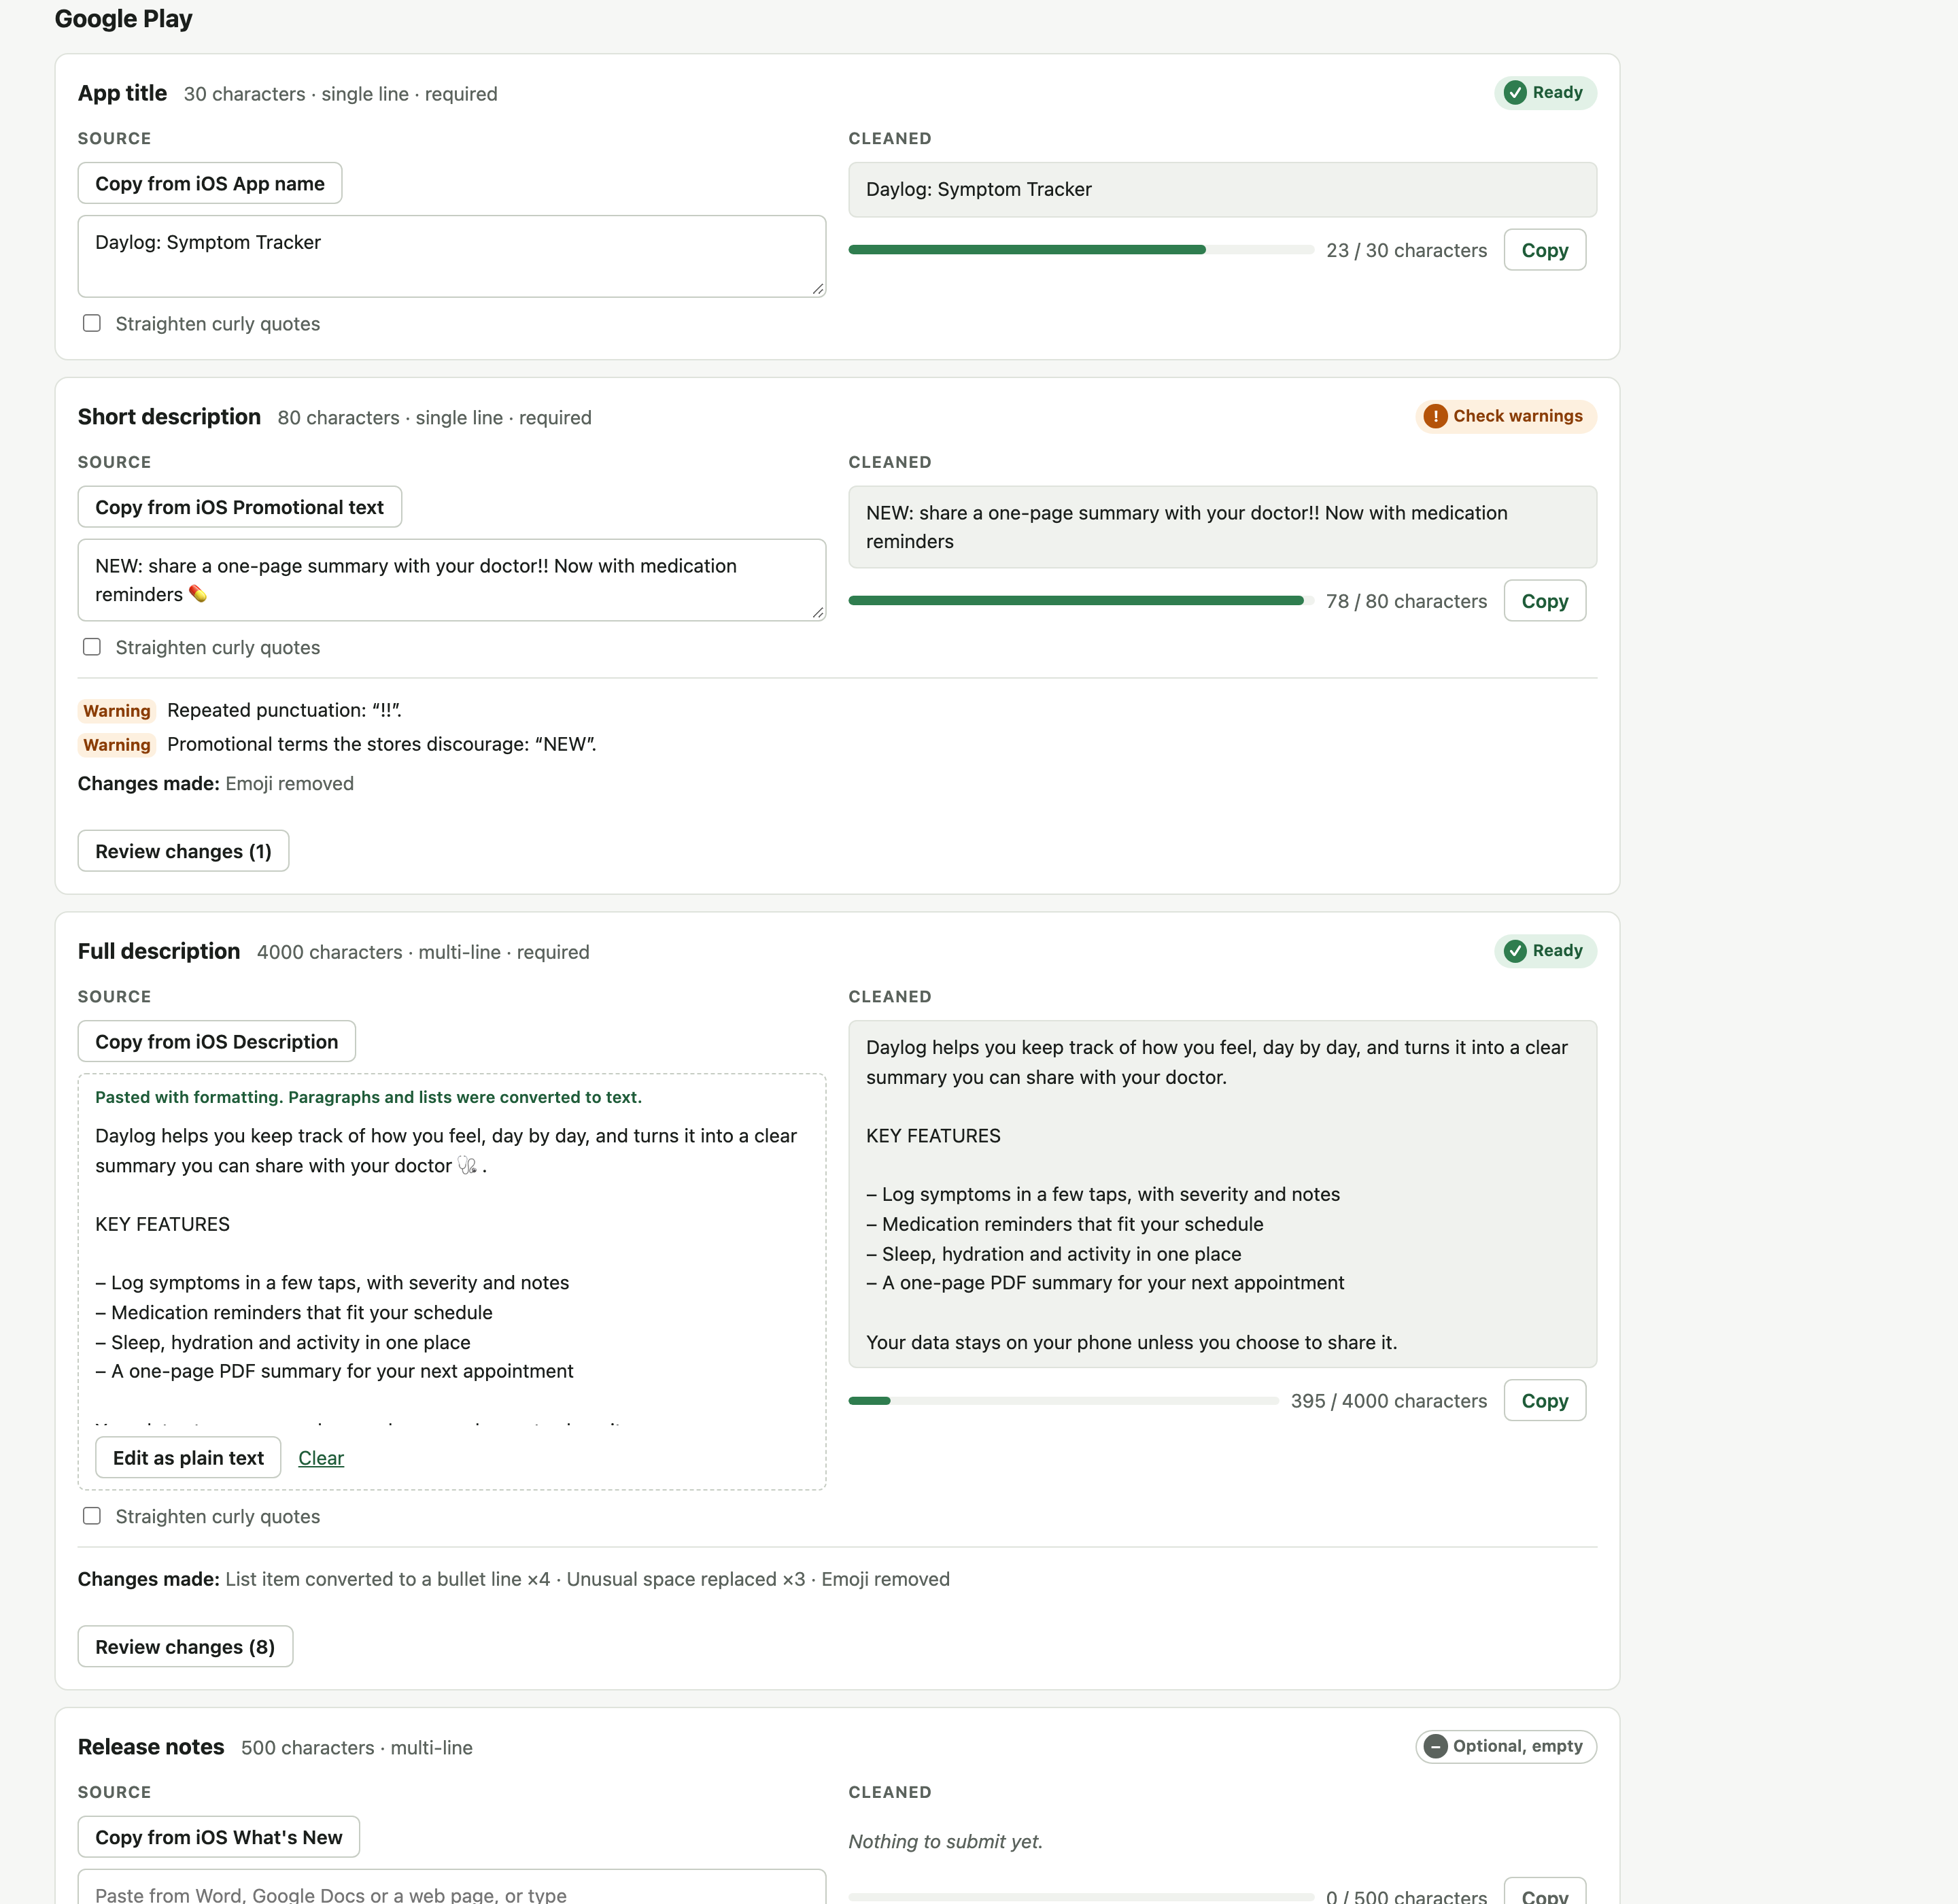 Google Play
App title 30 characters · single line · required
Ready
SOURCE
Copy from iOS App name
Daylog: Symptom Tracker
Straighten curly quotes
CLEANED
Daylog: Symptom Tracker
23 / 30 characters
Copy
Short description 80 characters · single line · required
Check warnings
SOURCE
Copy from iOS Promotional text
NEW: share a one-page summary with your doctor!! Now with medication
reminders 💊
Straighten curly quotes
CLEANED
NEW: share a one-page summary with your doctor!! Now with medication
reminders
78 / 80 characters
Copy
Warning Repeated punctuation: “!!”.
Warning Promotional terms the stores discourage: “NEW”.
Changes made: Emoji removed
Review changes (1)
Full description 4000 characters · multi-line · required
Ready
SOURCE
Copy from iOS Description
Pasted with formatting. Paragraphs and lists were converted to text.
Daylog helps you keep track of how you feel, day by day, and turns it into a clear
summary you can share with your doctor 🩺 .
KEY FEATURES
– Log symptoms in a few taps, with severity and notes
– Medication reminders that fit your schedule
– Sleep, hydration and activity in one place
– A one-page PDF summary for your next appointment
Edit as plain text
Clear
Straighten curly quotes
CLEANED
Daylog helps you keep track of how you feel, day by day, and turns it into a clear
summary you can share with your doctor.
KEY FEATURES
– Log symptoms in a few taps, with severity and notes
– Medication reminders that fit your schedule
– Sleep, hydration and activity in one place
– A one-page PDF summary for your next appointment
Your data stays on your phone unless you choose to share it.
395 / 4000 characters
Copy
Changes made: List item converted to a bullet line ×4 · Unusual space replaced ×3 · Emoji removed
Review changes (8)
Release notes 500 characters · multi-line
Optional, empty
SOURCE
Copy from iOS What's New
Paste from Word, Google Docs or a web page, or type
CLEANED
Nothing to submit yet.
0 / 500 characters
Copy